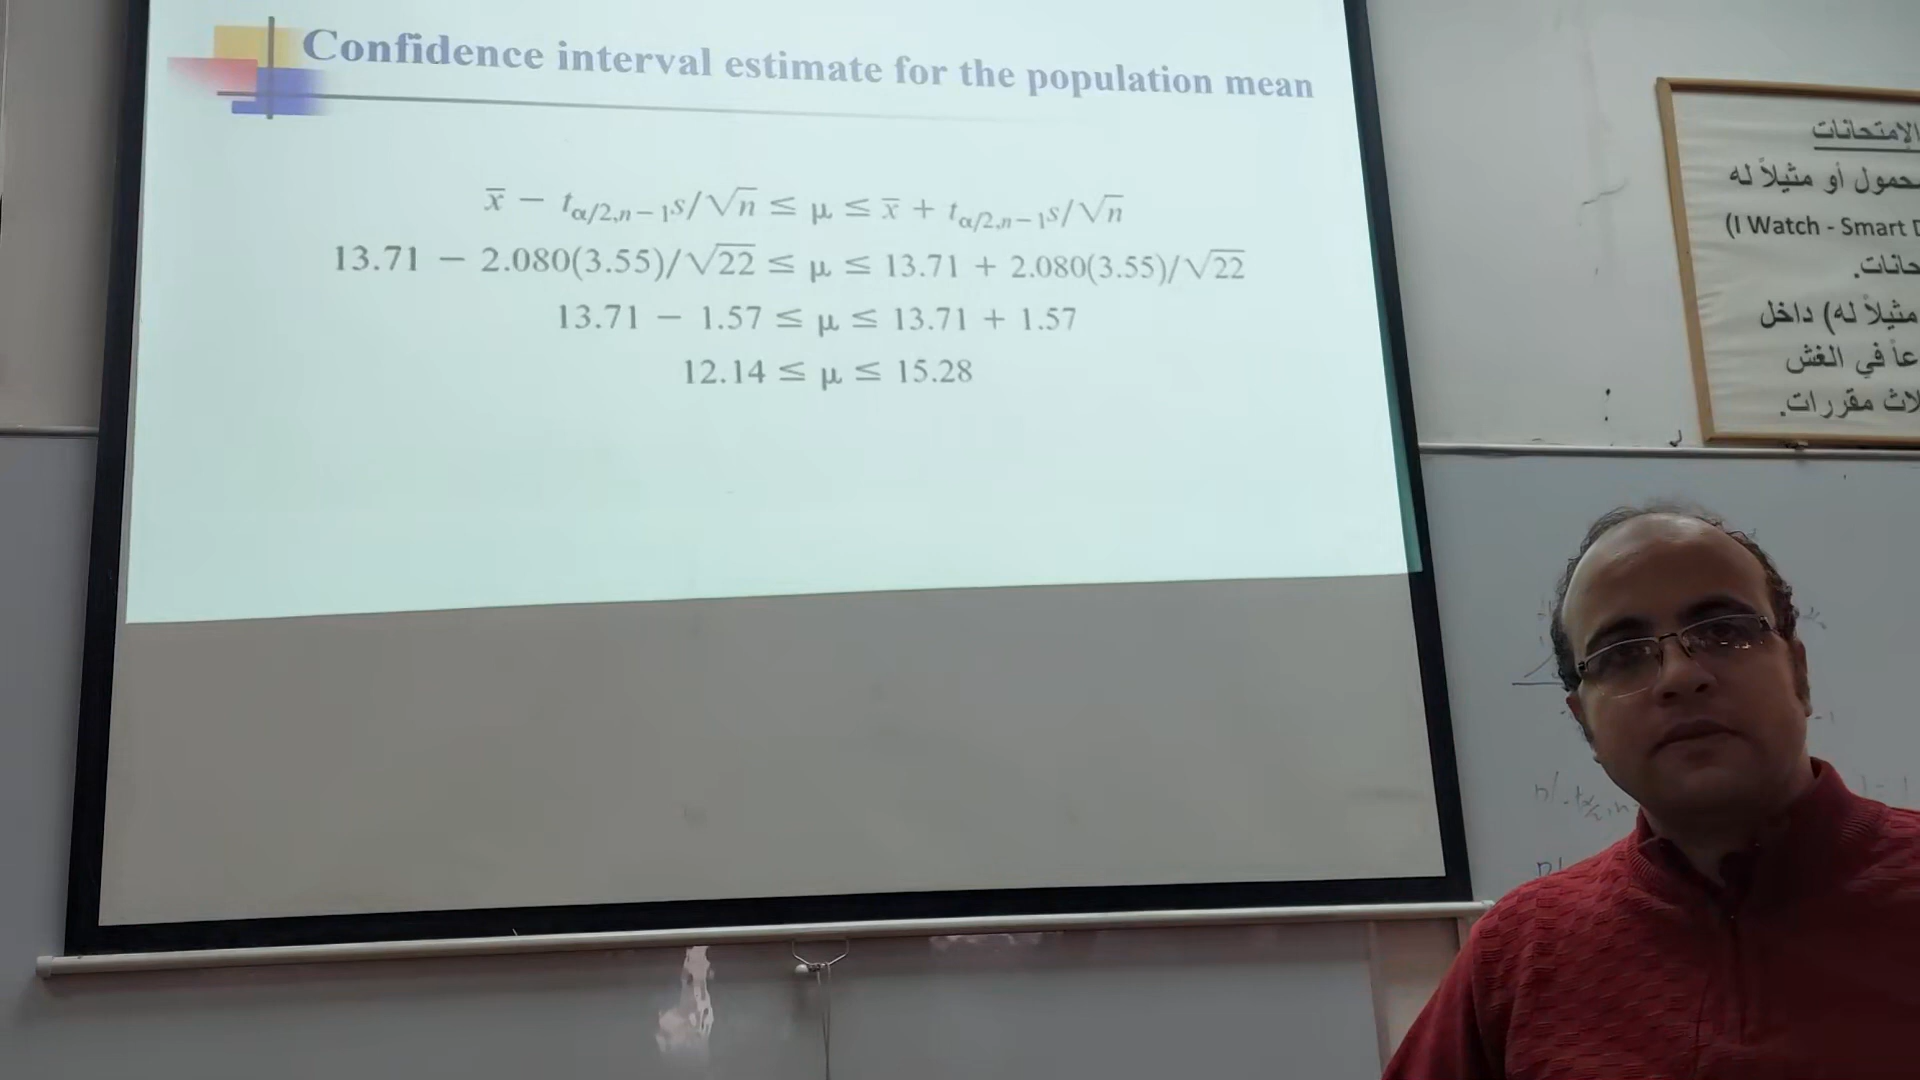 Confidence interval estimate for the population mean
x̄ − t_{α/2,n−1}s/√n ≤ μ ≤ x̄ + t_{α/2,n−1}s/√n
13.71 − 2.080(3.55)/√22 ≤ μ ≤ 13.71 + 2.080(3.55)/√22
13.71 − 1.57 ≤ μ ≤ 13.71 + 1.57
12.14 ≤ μ ≤ 15.28
الإمتحانات
حمول أو مثيلاً له
(I Watch - Smart
حانات.
مثيلاً له) داخل
عاً في الغش
لاث مقررات.